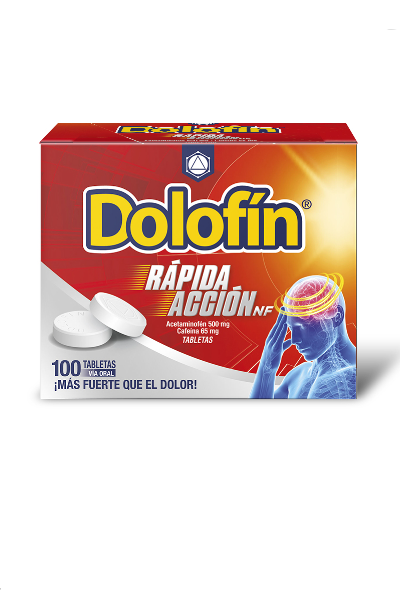 Dolofín®
RÁPIDA
ACCIÓN NF
Acetaminofén 500 mg
Cafeína 65 mg
TABLETAS
100 TABLETAS
VÍA ORAL
¡MÁS FUERTE QUE EL DOLOR!